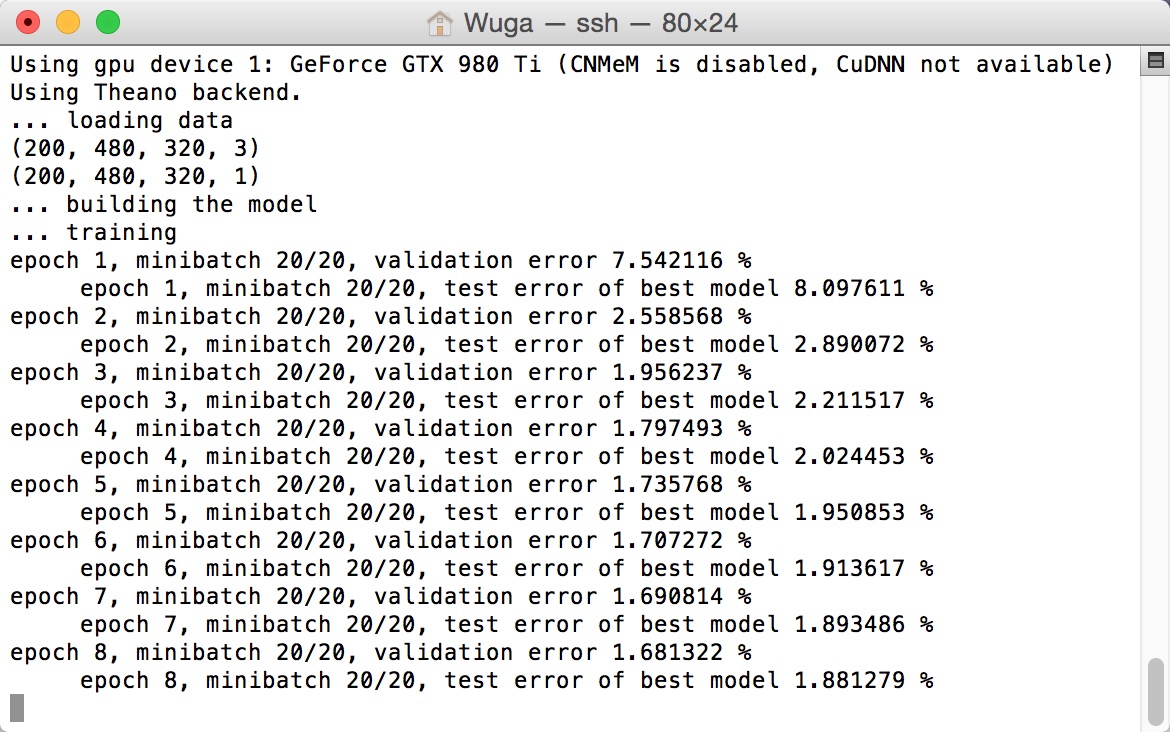 Wuga — ssh — 80×24
Using gpu device 1: GeForce GTX 980 Ti (CNMeM is disabled, CuDNN not available)
Using Theano backend.
... loading data
(200, 480, 320, 3)
(200, 480, 320, 1)
... building the model
... training
epoch 1, minibatch 20/20, validation error 7.542116 %
epoch 1, minibatch 20/20, test error of best model 8.097611 %
epoch 2, minibatch 20/20, validation error 2.558568 %
epoch 2, minibatch 20/20, test error of best model 2.890072 %
epoch 3, minibatch 20/20, validation error 1.956237 %
epoch 3, minibatch 20/20, test error of best model 2.211517 %
epoch 4, minibatch 20/20, validation error 1.797493 %
epoch 4, minibatch 20/20, test error of best model 2.024453 %
epoch 5, minibatch 20/20, validation error 1.735768 %
epoch 5, minibatch 20/20, test error of best model 1.950853 %
epoch 6, minibatch 20/20, validation error 1.707272 %
epoch 6, minibatch 20/20, test error of best model 1.913617 %
epoch 7, minibatch 20/20, validation error 1.690814 %
epoch 7, minibatch 20/20, test error of best model 1.893486 %
epoch 8, minibatch 20/20, validation error 1.681322 %
epoch 8, minibatch 20/20, test error of best model 1.881279 %